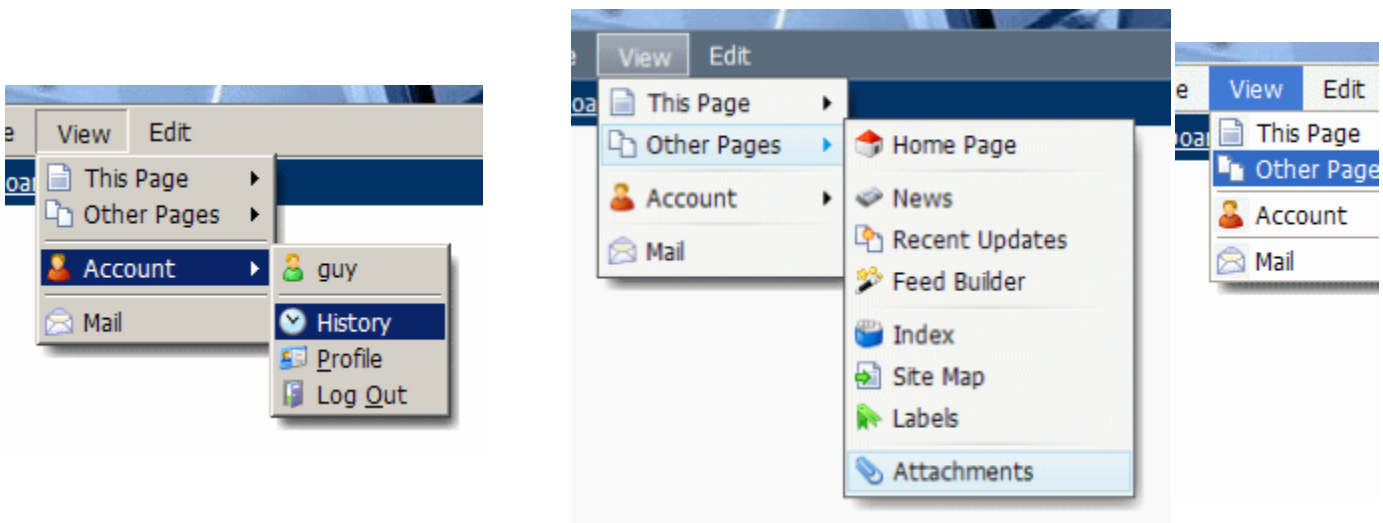 View Edit
This Page
Other Pages
Account
Mail
guy
History
Profile
Log Out
View Edit
This Page
Other Pages
Account
Mail
Home Page
News
Recent Updates
Feed Builder
Index
Site Map
Labels
Attachments
View Edit
This Page
Other Page
Account
Mail